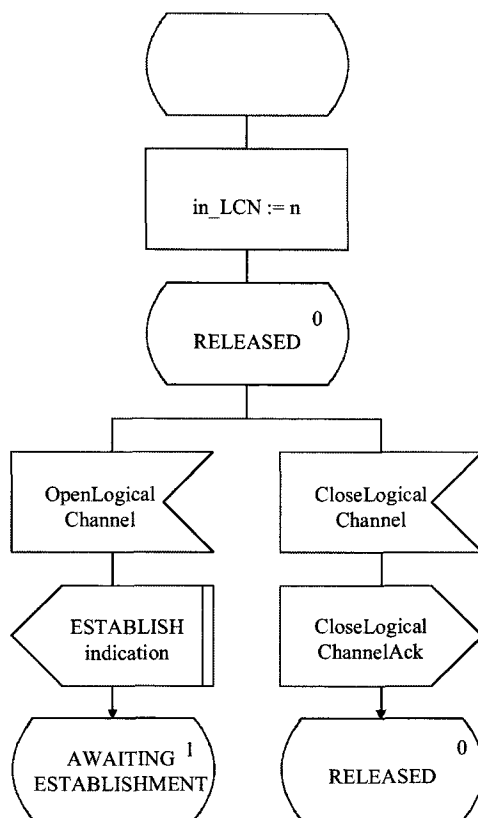 in_LCN := n
0
RELEASED
OpenLogical
Channel
CloseLogical
Channel
ESTABLISH
indication
CloseLogical
ChannelAck
AWAITING 1
ESTABLISHMENT
0
RELEASED